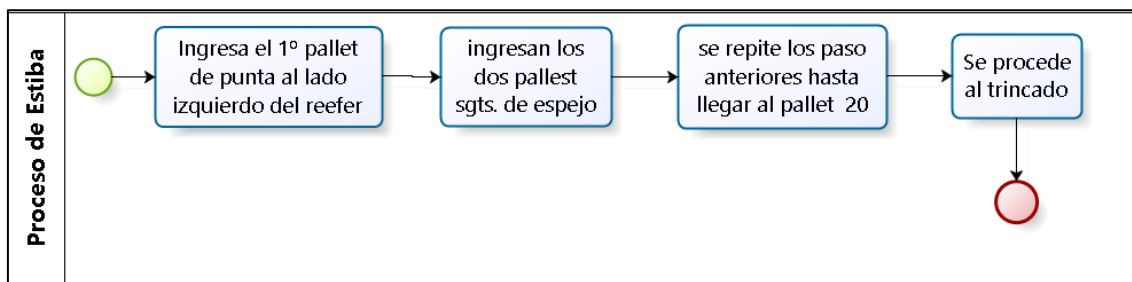 Proceso de Estiba
Ingresa el 1º pallet
de punta al lado
izquierdo del reefer
ingresan los
dos pallest
sgts. de espejo
se repite los paso
anteriores hasta
llegar al pallet 20
Se procede
al trincado